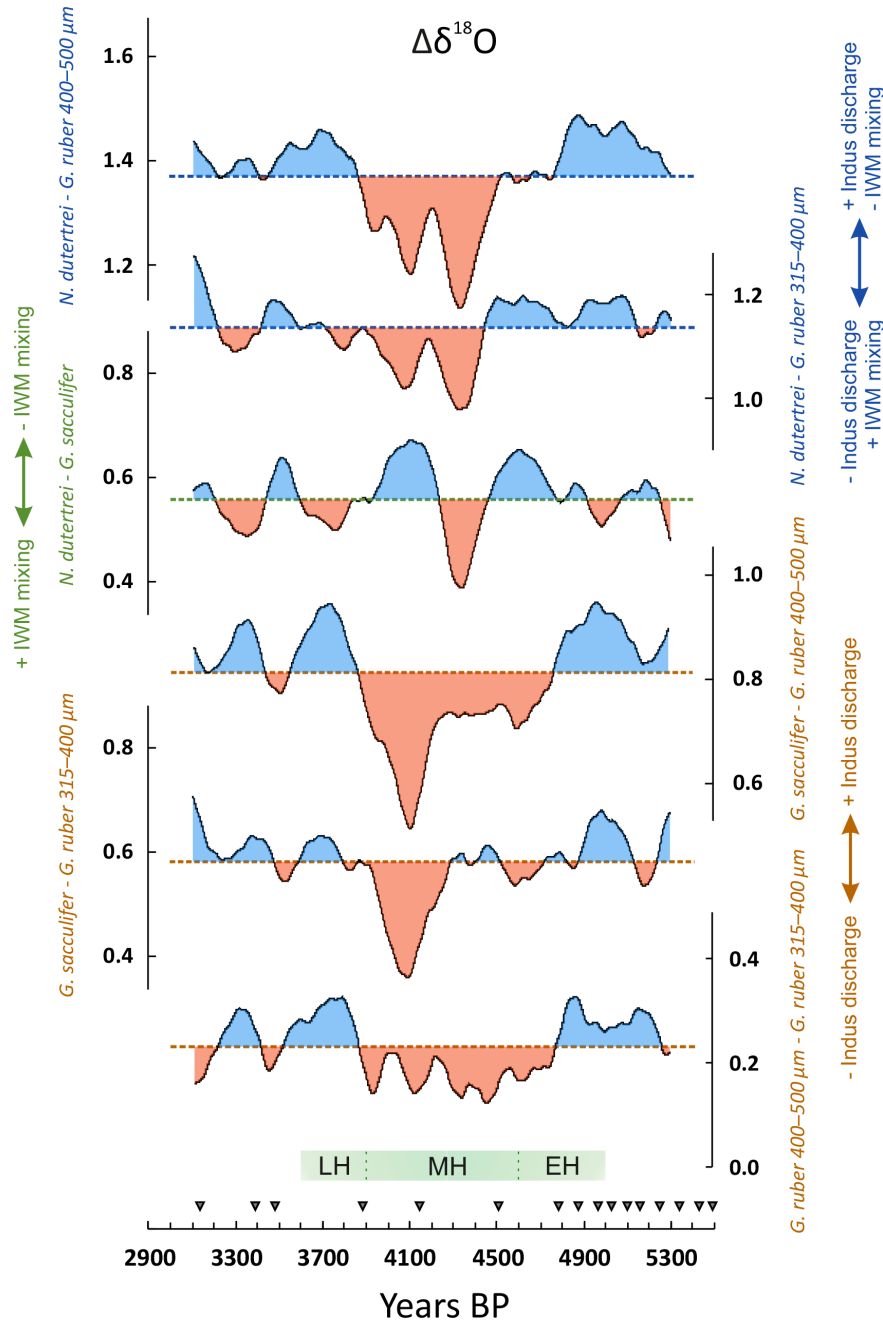 Δδ¹⁸O
1.6
1.4
1.2
N. dutertrei - G. ruber 400–500 µm
+ Indus discharge
- IWM mixing
- Indus discharge
+ IWM mixing
N. dutertrei - G. ruber 315–400 µm
1.2
1.0
- IWM mixing
+ IWM mixing
N. dutertrei - G. sacculifer
0.8
0.6
0.4
G. sacculifer - G. ruber 400–500 µm
1.0
0.8
0.6
+ Indus discharge
- Indus discharge
G. sacculifer - G. ruber 315–400 µm
0.8
0.6
0.4
G. ruber 400–500 µm - G. ruber 315–400 µm
0.4
0.2
0.0
LH MH EH
2900 3300 3700 4100 4500 4900 5300
Years BP